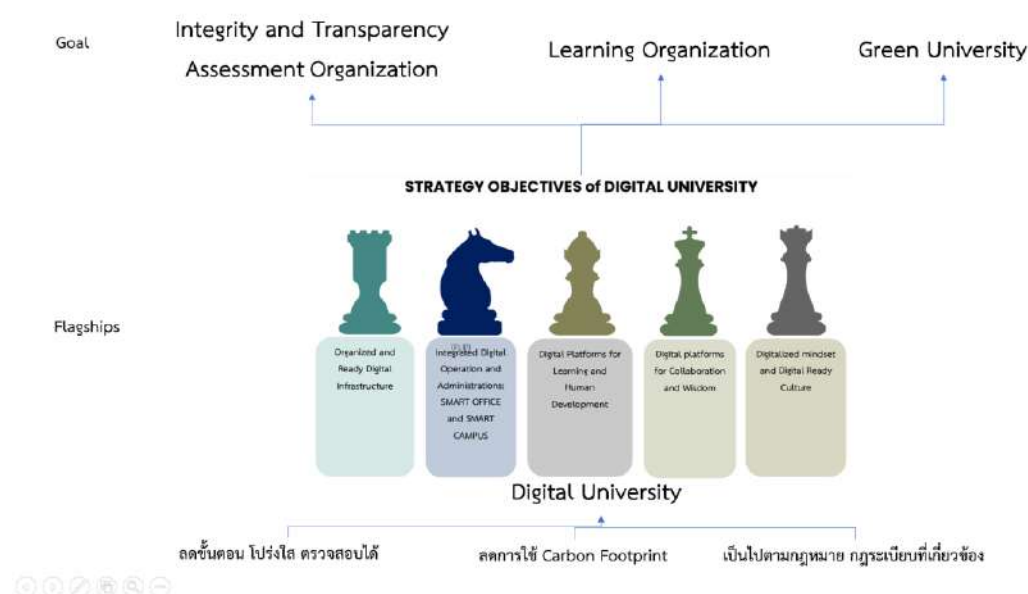 Goal
Integrity and Transparency
Assessment Organization
Learning Organization
Green University
STRATEGY OBJECTIVES of DIGITAL UNIVERSITY
Flagships
Organized and
Ready Digital
Infrastructure
Integrated Digital
Operation and
Administrations:
SMART OFFICE
and SMART
CAMPUS
Digital Platforms for
Learning and
Human
Development
Digital platforms
for Collaboration
and Wisdom
Digitalized mindset
and Digital Ready
Culture
Digital University
ลดขั้นตอน โปร่งใส ตรวจสอบได้
ลดการใช้ Carbon Footprint
เป็นไปตามกฎหมาย กฎระเบียบที่เกี่ยวข้อง